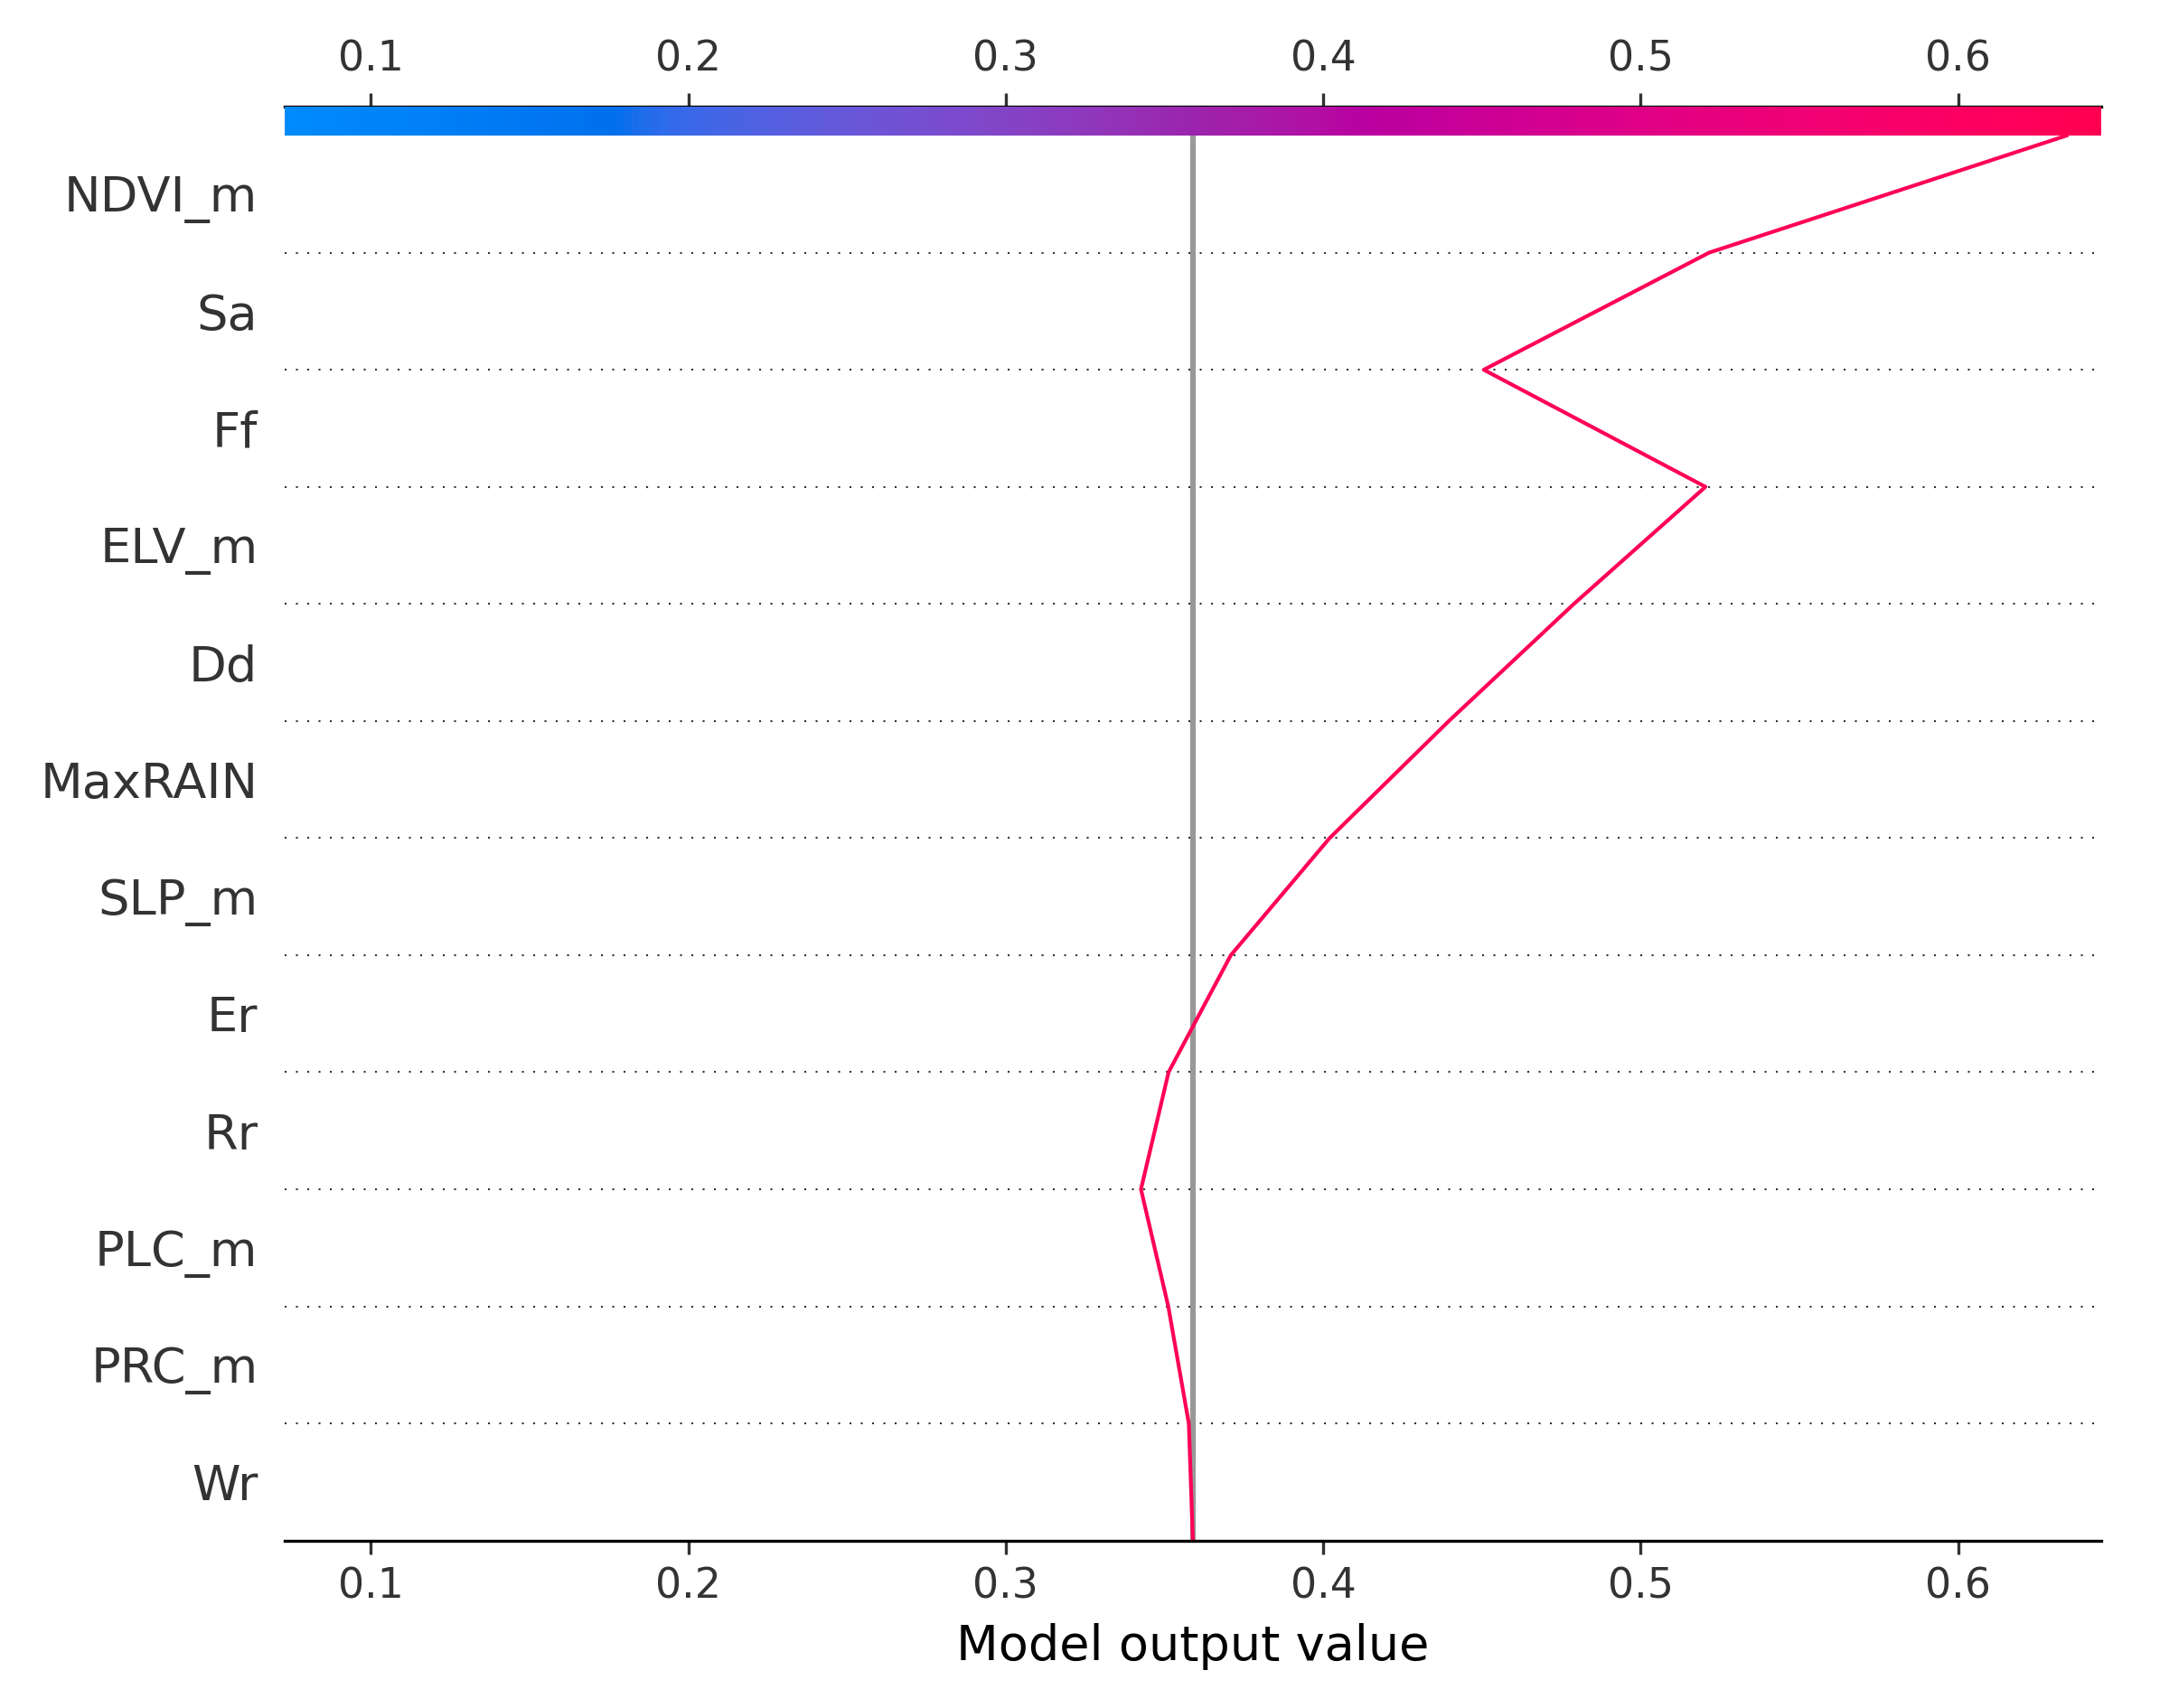 0.1 0.2 0.3 0.4 0.5 0.6
NDVI_m
Sa
Ff
ELV_m
Dd
MaxRAIN
SLP_m
Er
Rr
PLC_m
PRC_m
Wr
0.1 0.2 0.3 0.4 0.5 0.6
Model output value